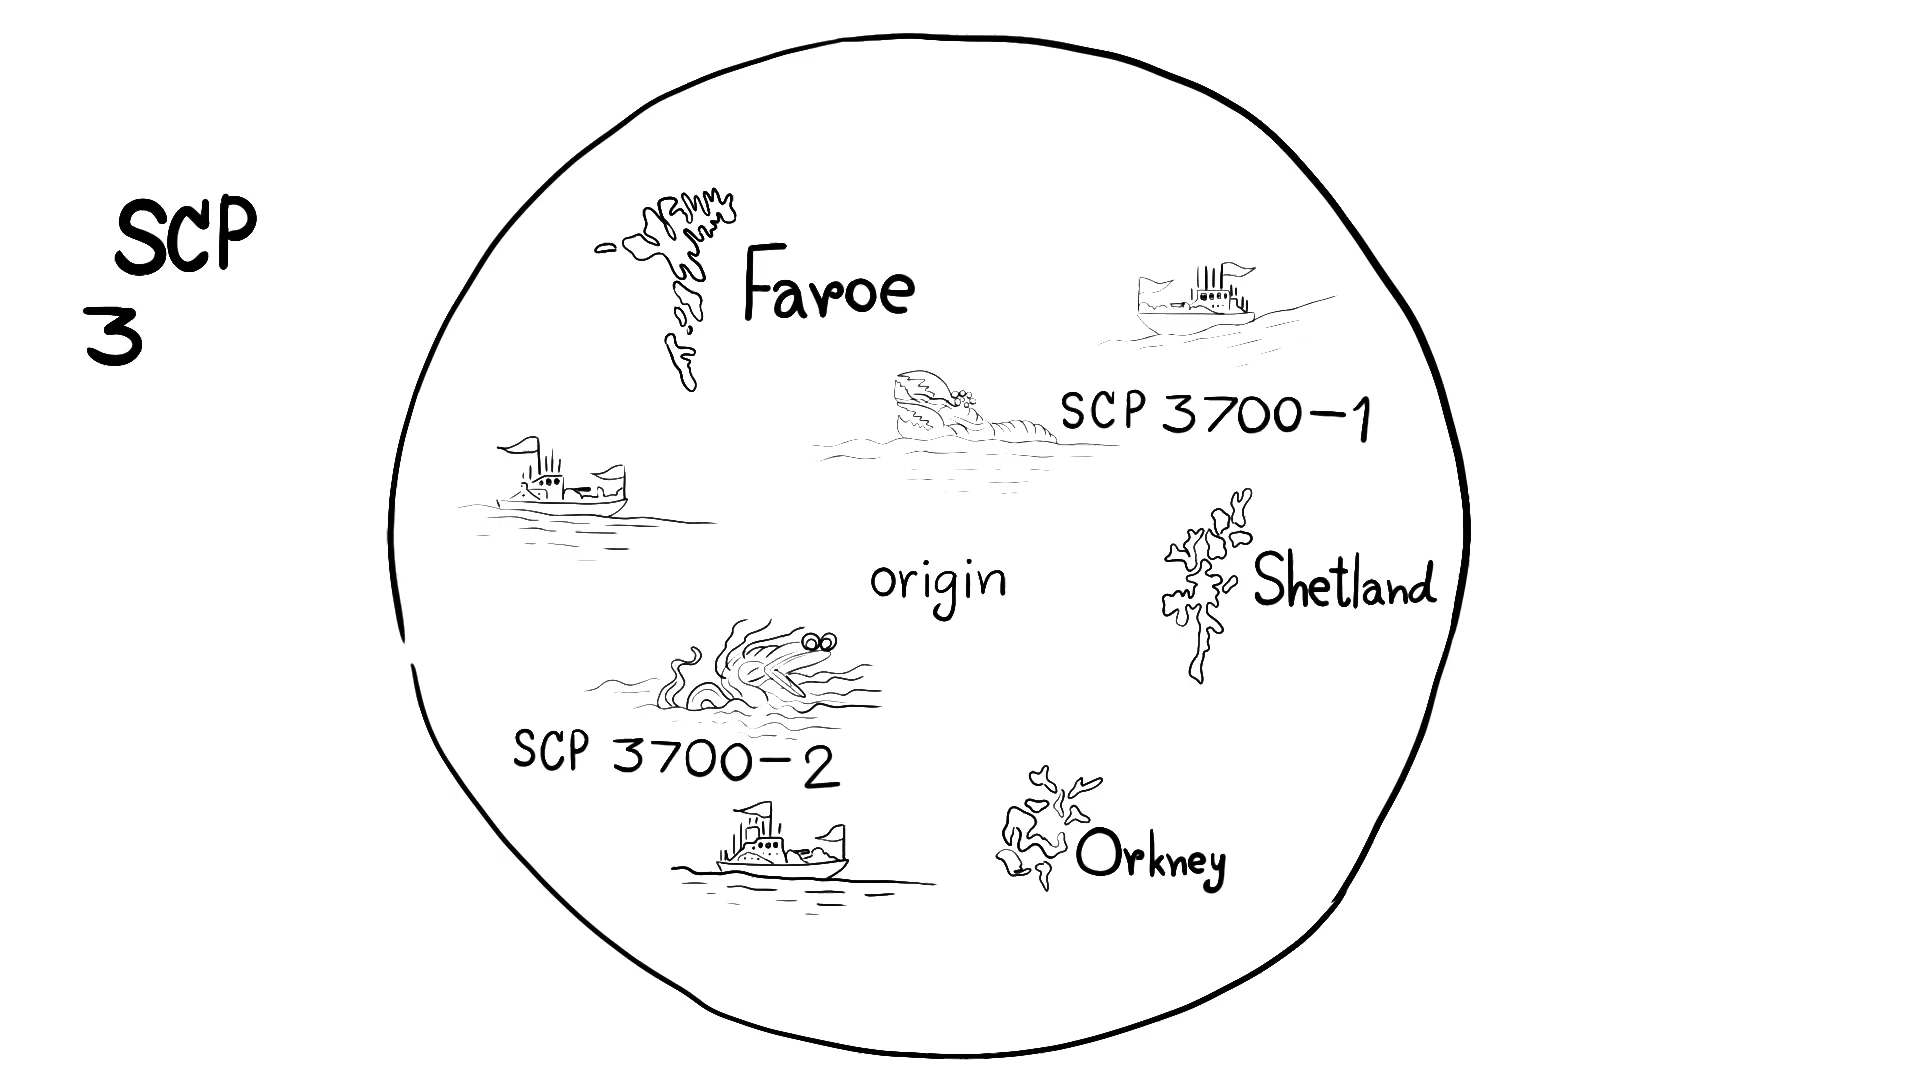 SCP
3
Faroe
SCP 3700-1
origin
Shetland
SCP 3700-2
Orkney